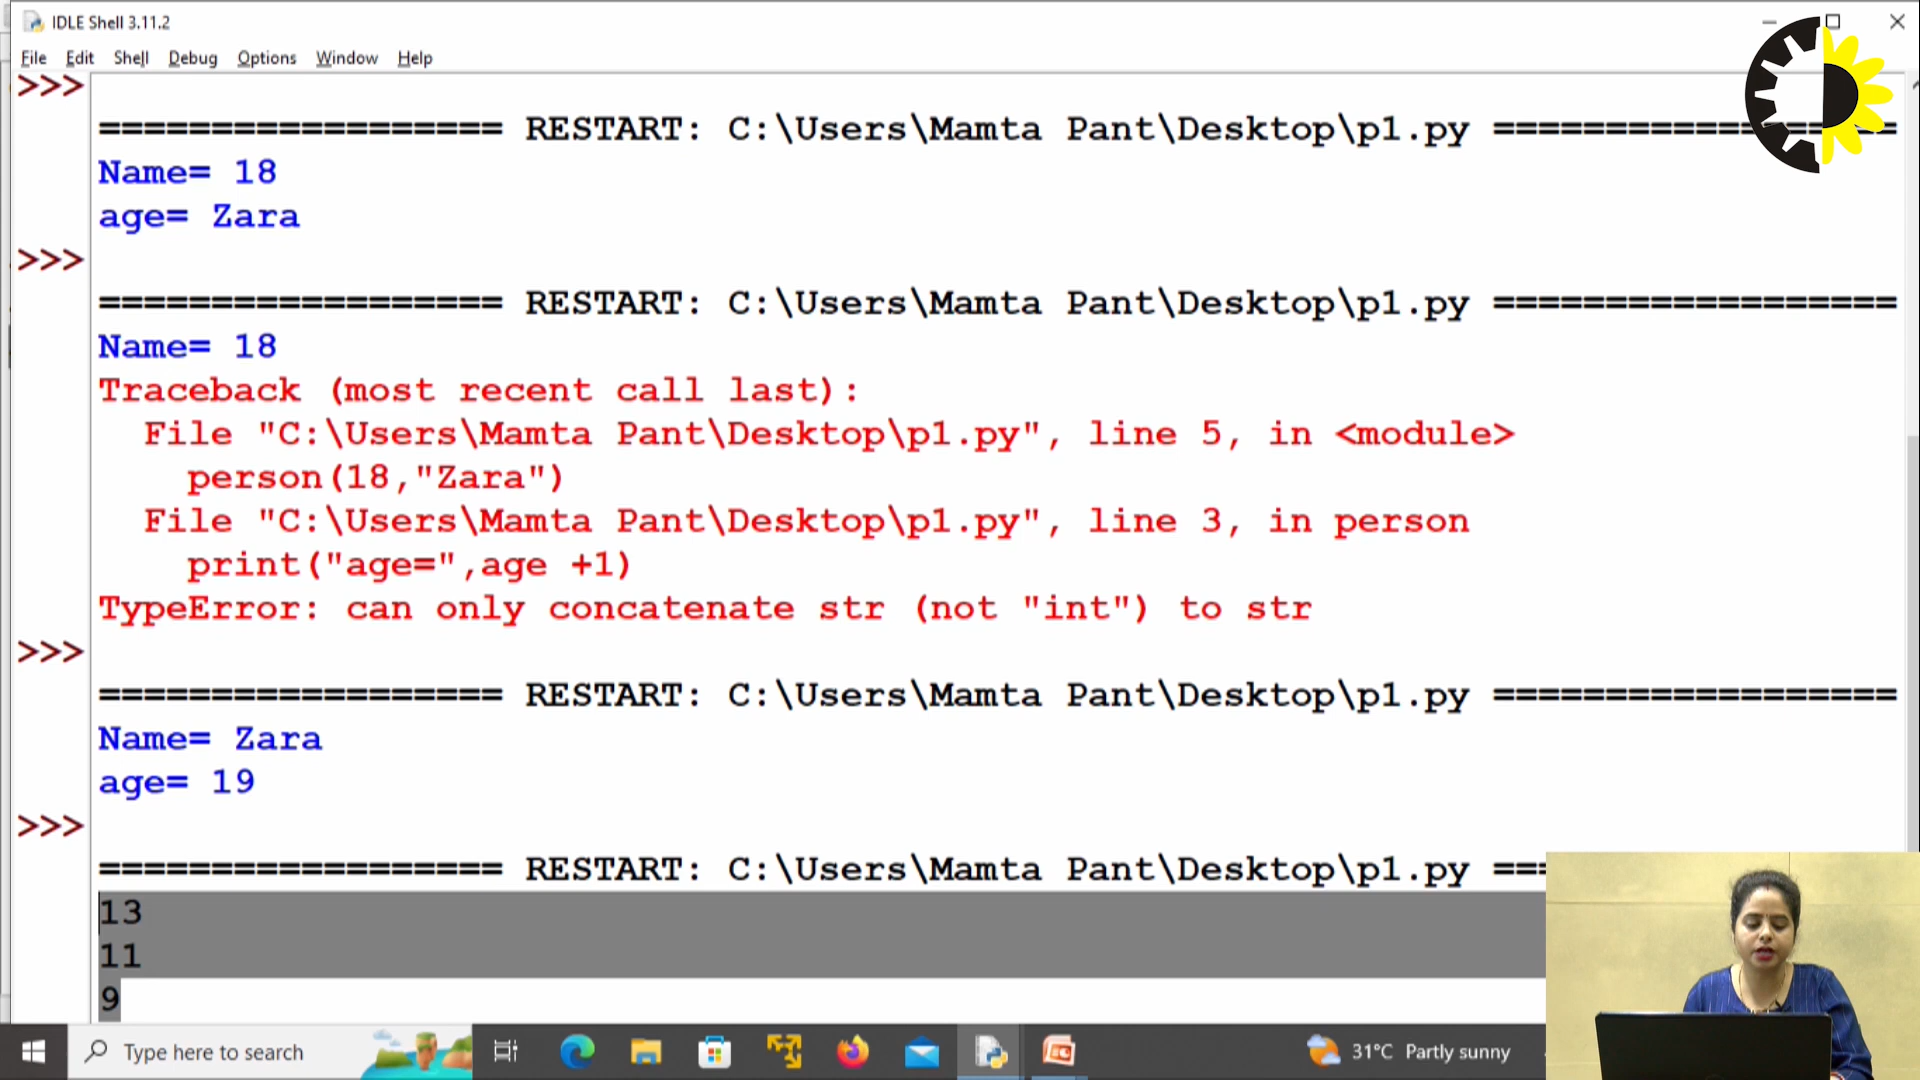 IDLE Shell 3.11.2
File Edit Shell Debug Options Window Help
>>>
================== RESTART: C:\Users\Mamta Pant\Desktop\p1.py ==================
Name= 18
age= Zara
>>>
================== RESTART: C:\Users\Mamta Pant\Desktop\p1.py ==================
Name= 18
Traceback (most recent call last):
  File "C:\Users\Mamta Pant\Desktop\p1.py", line 5, in <module>
    person(18,"Zara")
  File "C:\Users\Mamta Pant\Desktop\p1.py", line 3, in person
    print("age=",age +1)
TypeError: can only concatenate str (not "int") to str
>>>
================== RESTART: C:\Users\Mamta Pant\Desktop\p1.py ==================
Name= Zara
age= 19
>>>
================== RESTART: C:\Users\Mamta Pant\Desktop\p1.py ===
13
11
9
Type here to search
31°C Partly sunny